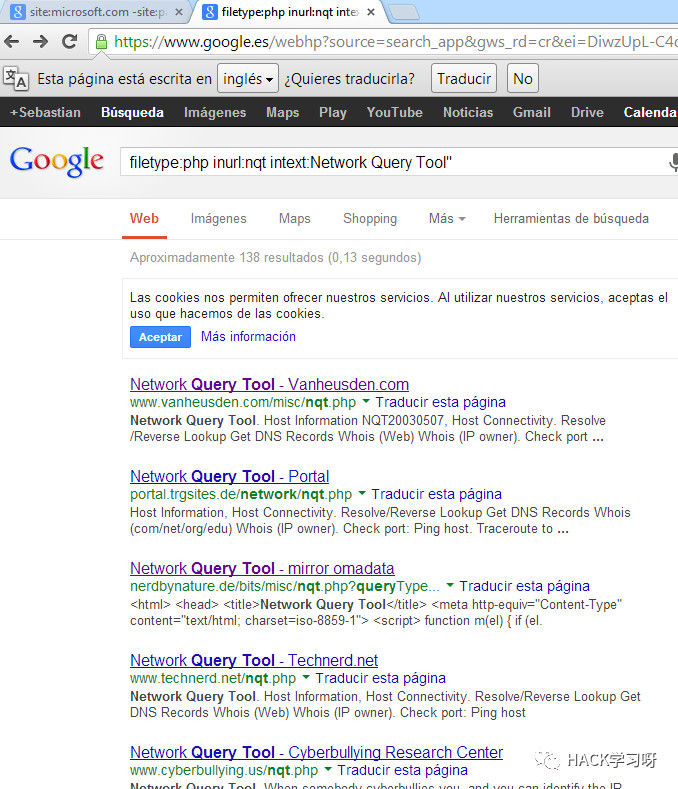 site:microsoft.com -site:p
filetype:php inurl:nqt inte
https://www.google.es/webhp?source=search_app&gws_rd=cr&ei=DiwzUpL-C4
Esta página está escrita en inglés ¿Quieres traducirla? Traducir No
+Sebastian Búsqueda Imágenes Maps Play YouTube Noticias Gmail Drive Calenda
Google
filetype:php inurl:nqt intext:Network Query Tool"
Web Imágenes Maps Shopping Más Herramientas de búsqueda
Aproximadamente 138 resultados (0,13 segundos)
Las cookies nos permiten ofrecer nuestros servicios. Al utilizar nuestros servicios, aceptas el
uso que hacemos de las cookies.
Aceptar Más información
Network Query Tool - Vanheusden.com
www.vanheusden.com/misc/nqt.php Traducir esta página
Network Query Tool. Host Information NQT20030507, Host Connectivity. Resolve
/Reverse Lookup Get DNS Records Whois (Web) Whois (IP owner). Check port ...
Network Query Tool - Portal
portal.trgsites.de/network/nqt.php Traducir esta página
Host Information, Host Connectivity. Resolve/Reverse Lookup Get DNS Records Whois
(com/net/org/edu) Whois (IP owner). Check port: Ping host. Traceroute to ...
Network Query Tool - mirror omadata
nerdbynature.de/bits/misc/nqt.php?queryType... Traducir esta página
<html> <head> <title>Network Query Tool</title> <meta http-equiv="Content-Type"
content="text/html; charset=iso-8859-1"> <script> function m(el) { if (el.
Network Query Tool - Technerd.net
www.technerd.net/nqt.php Traducir esta página
Network Query Tool. Host Information, Host Connectivity. Resolve/Reverse Lookup Get
DNS Records Whois (Web) Whois (IP owner). Check port: Ping host
Network Query Tool - Cyberbullying Research Center
www.cyberbullying.us/nqt.php Traducir esta página
Network Query Tool. When somebody cyberbullies you, and you can identify the IP
HACK学习呀